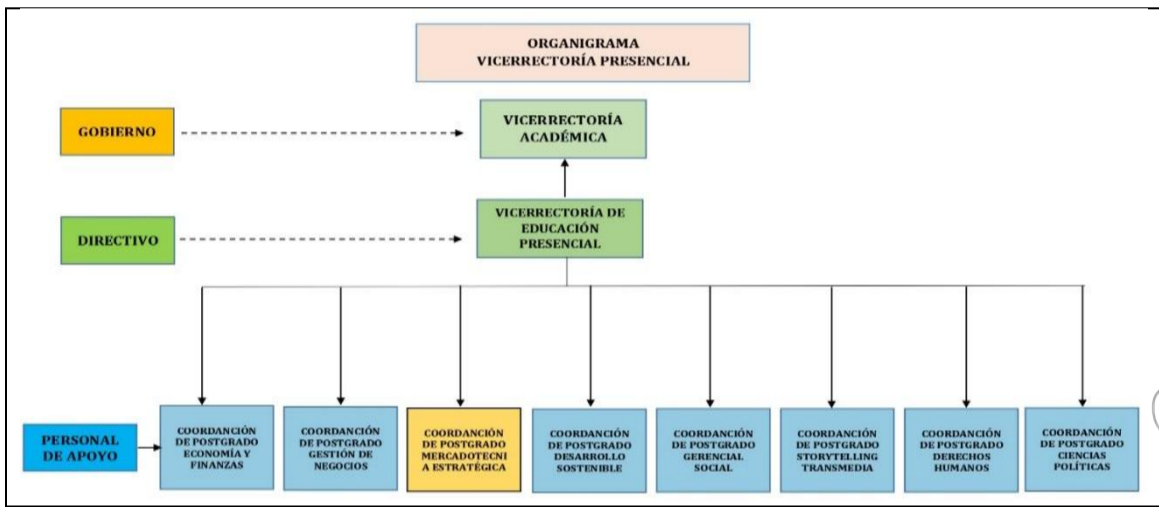 ORGANIGRAMA
VICERRECTORÍA PRESENCIAL
GOBIERNO
VICERRECTORÍA
ACADÉMICA
DIRECTIVO
VICERRECTORÍA DE
EDUCACIÓN
PRESENCIAL
PERSONAL
DE APOYO
COORDANCIÓN
DE POSTGRADO
ECONOMÍA Y
FINANZAS
COORDANCIÓN
DE POSTGRADO
GESTIÓN DE
NEGOCIOS
COORDANCIÓN
DE POSTGRADO
MERCADOTECNI
A ESTRATÉGICA
COORDANCIÓN
DE POSTGRADO
DESARROLLO
SOSTENIBLE
COORDANCIÓN
DE POSTGRADO
GERENCIAL
SOCIAL
COORDANCIÓN
DE POSTGRADO
STORYTELLING
TRANSMEDIA
COORDANCIÓN
DE POSTGRADO
DERECHOS
HUMANOS
COORDANCIÓN
DE POSTGRADO
CIENCIAS
POLÍTICAS